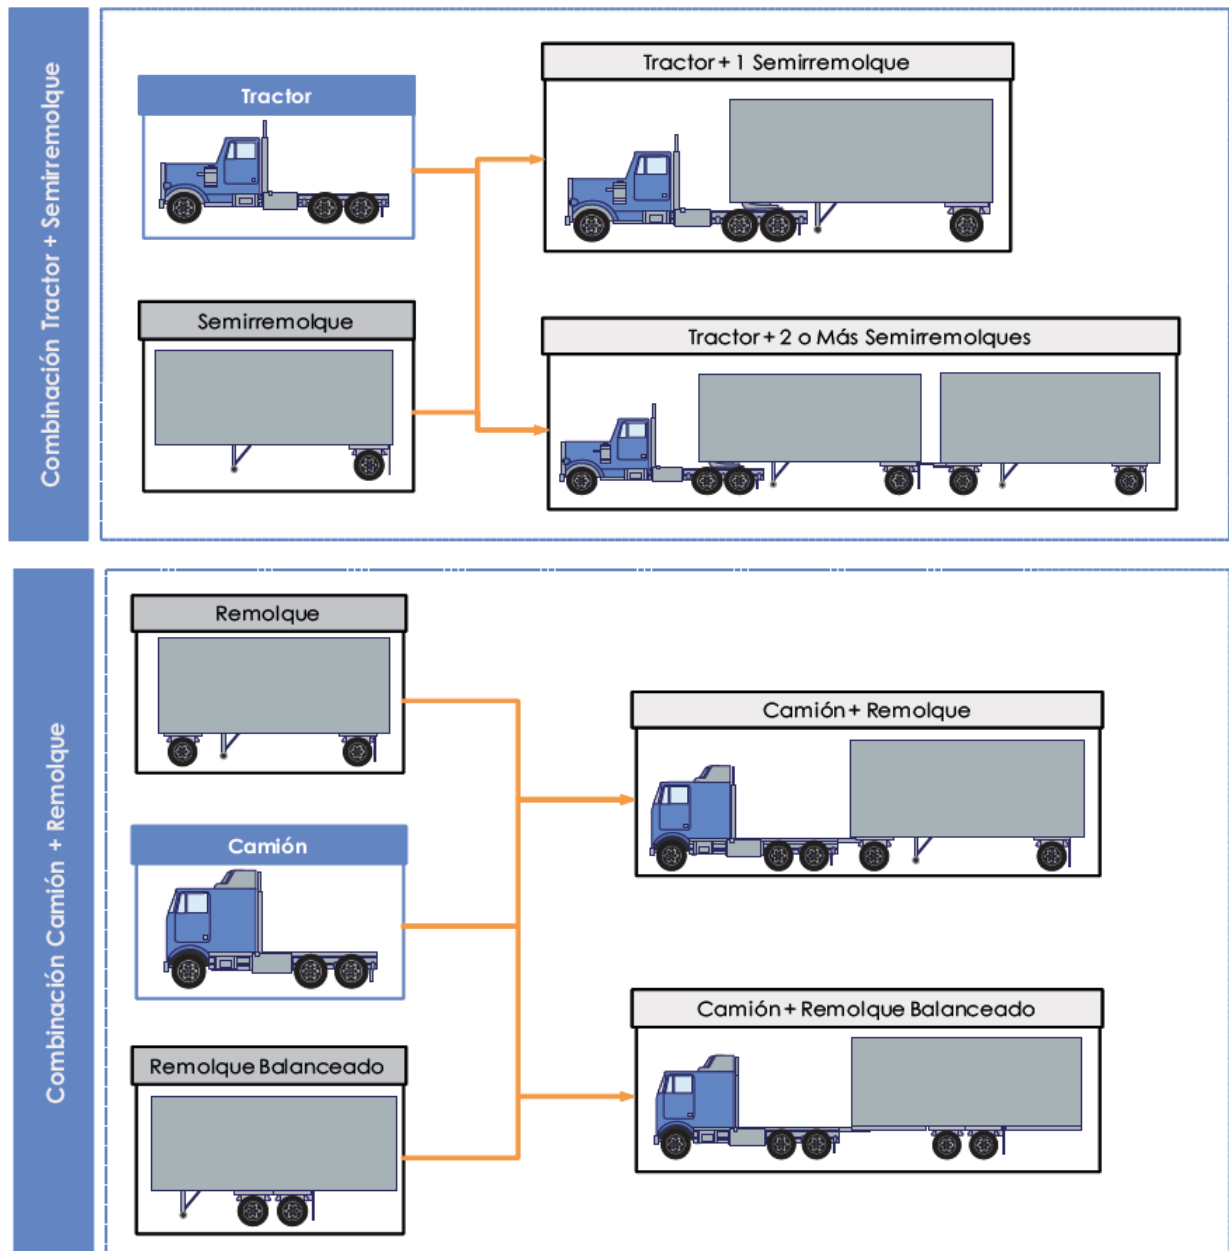 Combinación Tractor + Semirremolque
Tractor
Tractor + 1 Semirremolque
Semirremolque
Tractor + 2 o Más Semirremolques
Combinación Camión + Remolque
Remolque
Camión + Remolque
Camión
Camión + Remolque Balanceado
Remolque Balanceado